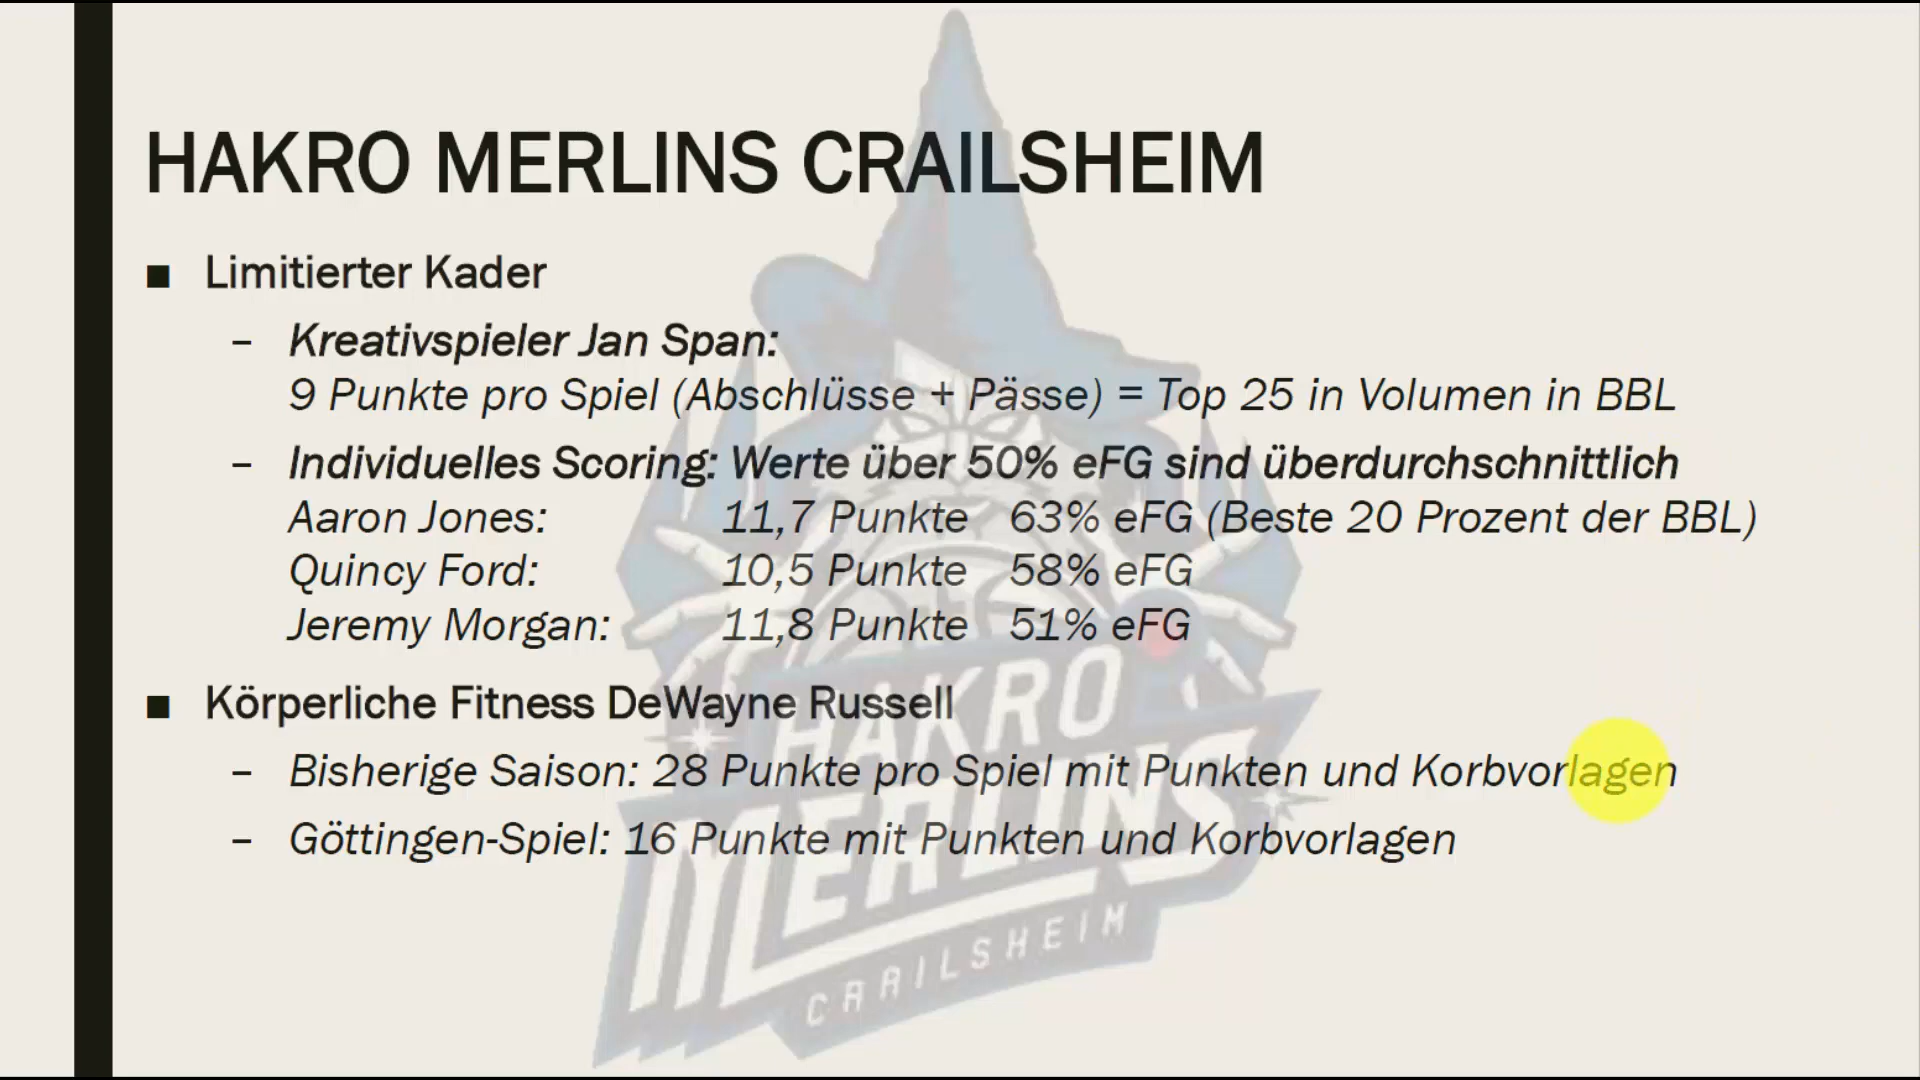 HAKRO MERLINS CRAILSHEIM
■ Limitierter Kader
– Kreativspieler Jan Span:
9 Punkte pro Spiel (Abschlüsse + Pässe) = Top 25 in Volumen in BBL
– Individuelles Scoring: Werte über 50% eFG sind überdurchschnittlich
Aaron Jones: 11,7 Punkte 63% eFG (Beste 20 Prozent der BBL)
Quincy Ford: 10,5 Punkte 58% eFG
Jeremy Morgan: 11,8 Punkte 51% eFG
■ Körperliche Fitness DeWayne Russell
– Bisherige Saison: 28 Punkte pro Spiel mit Punkten und Korbvorlagen
– Göttingen-Spiel: 16 Punkte mit Punkten und Korbvorlagen
HAKRO
MERLINS
CRAILSHEIM